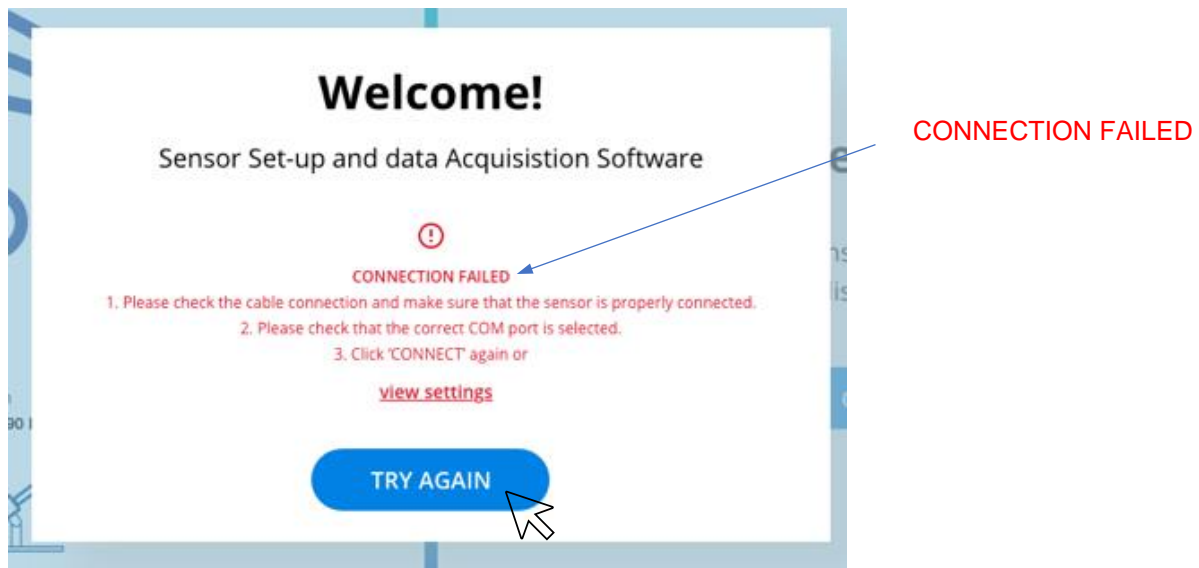 Welcome!
Sensor Set-up and data Acquisistion Software
CONNECTION FAILED
CONNECTION FAILED
1. Please check the cable connection and make sure that the sensor is properly connected.
2. Please check that the correct COM port is selected.
3. Click 'CONNECT' again or
view settings
TRY AGAIN